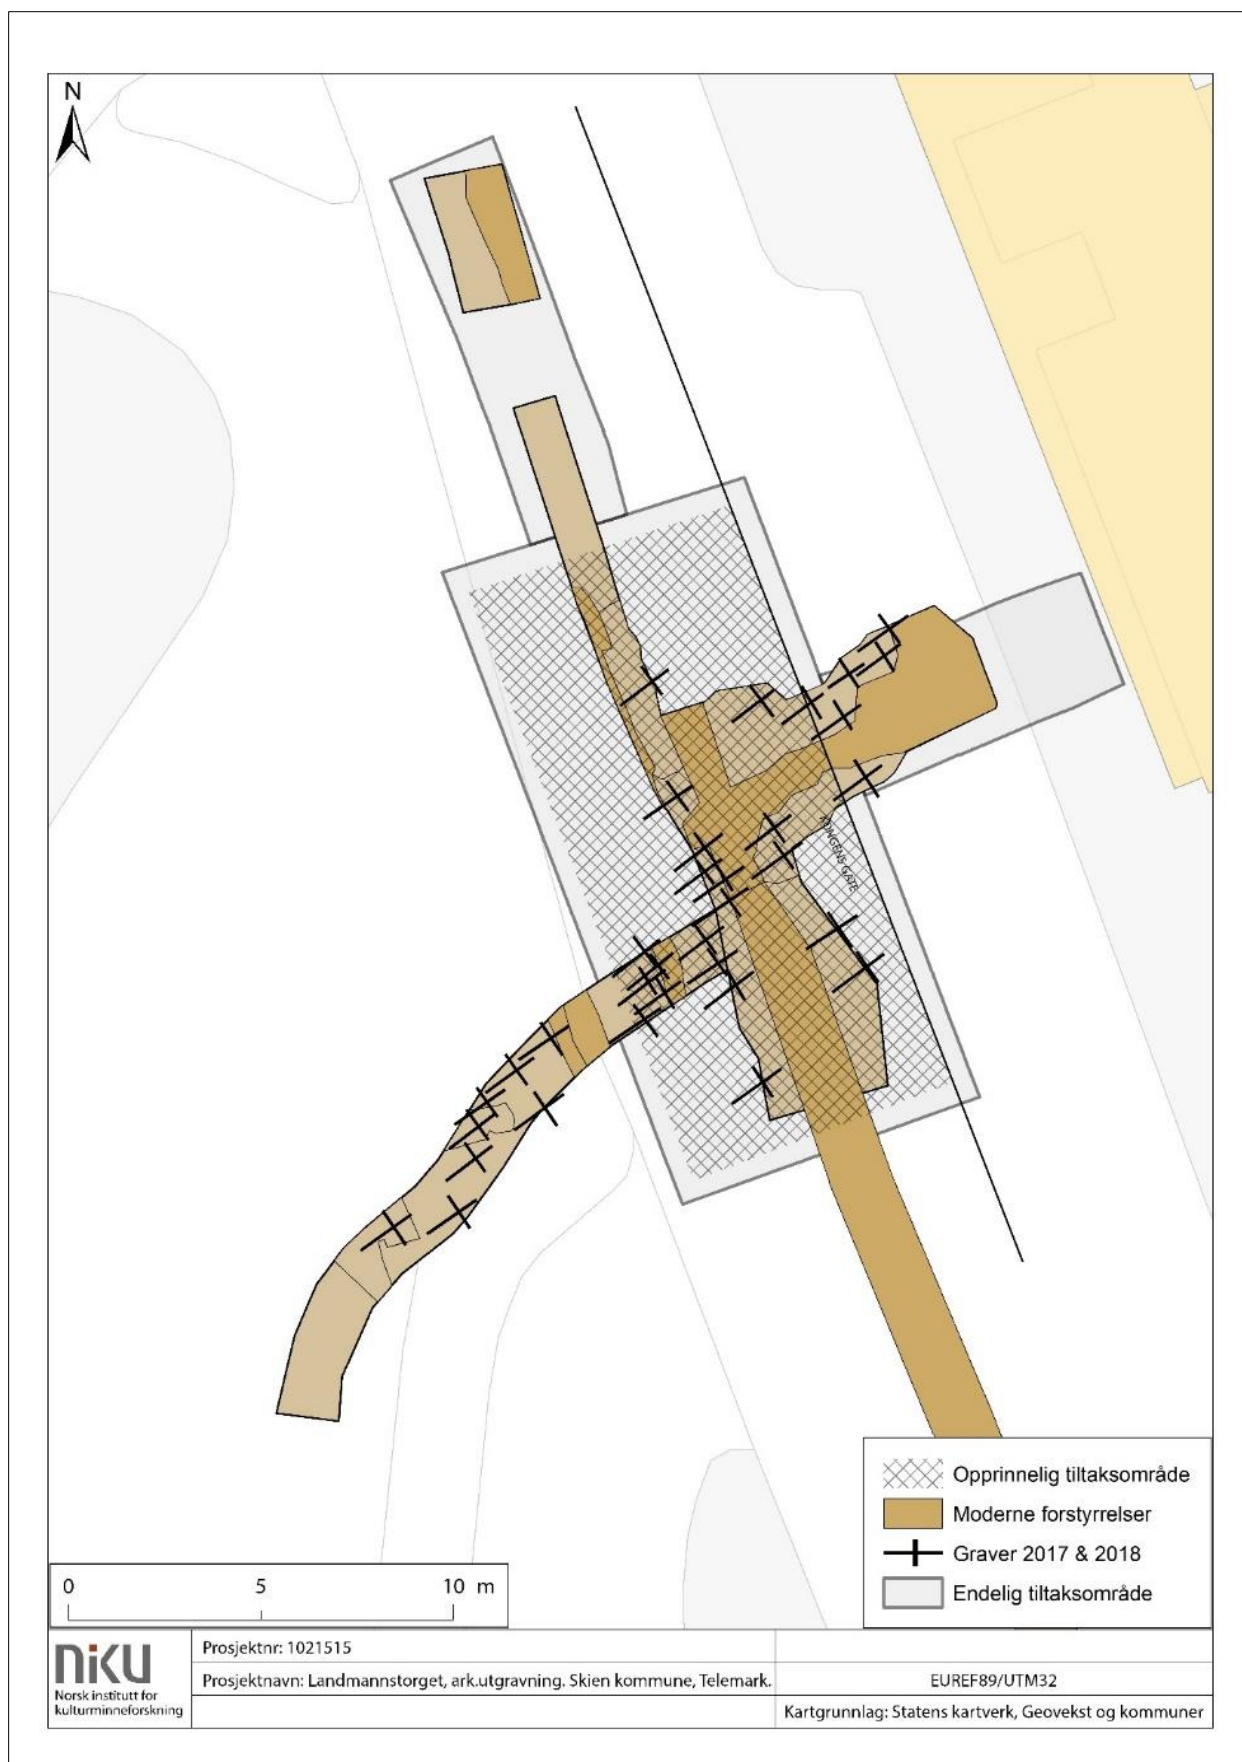 N
KONGENS GATE
Opprinnelig tiltaksområde
Moderne forstyrrelser
Graver 2017 & 2018
Endelig tiltaksområde
0 5 10 m
niku
Norsk institutt for
kulturminneforskning
Prosjektnr: 1021515
Prosjektnavn: Landmannstorget, ark.utgravning. Skien kommune, Telemark.
EUREF89/UTM32
Kartgrunnlag: Statens kartverk, Geovekst og kommuner